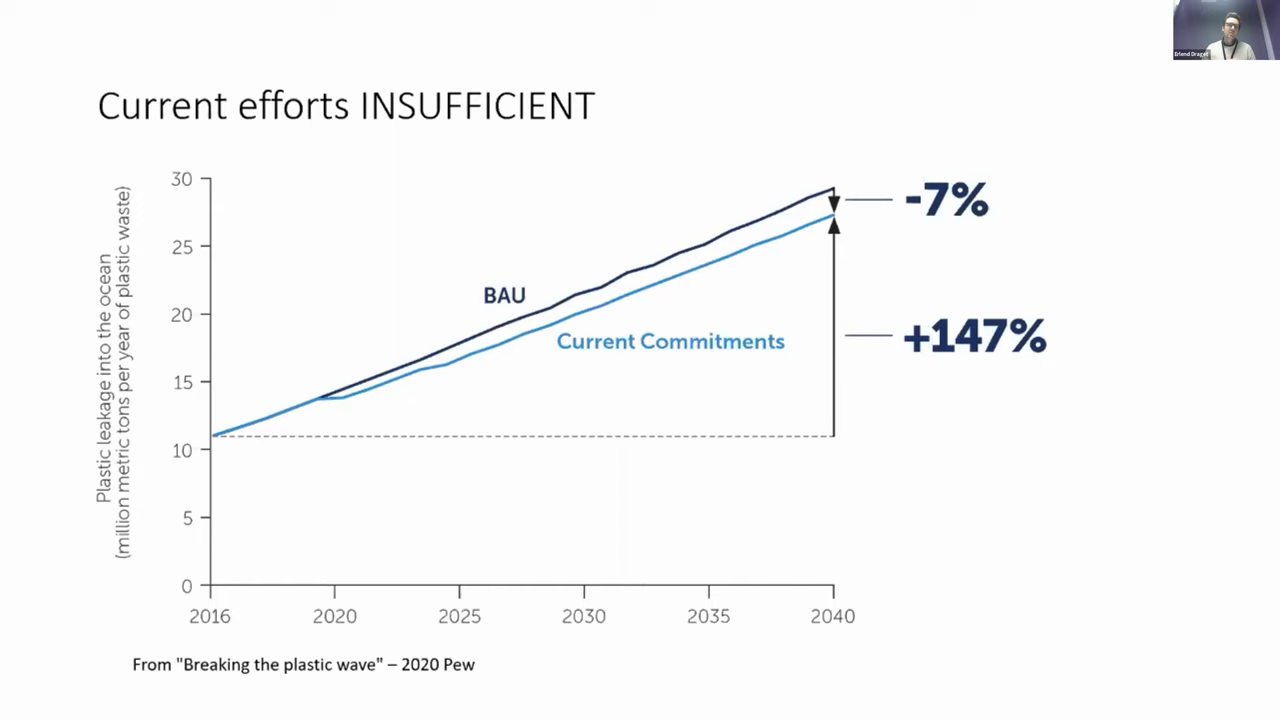 Erlend Draget
Current efforts INSUFFICIENT
Plastic leakage into the ocean
(million metric tons per year of plastic waste)
30
25
20
15
10
5
0
2016
2020
2025
2030
2035
2040
BAU
Current Commitments
-7%
+147%
From "Breaking the plastic wave" – 2020 Pew